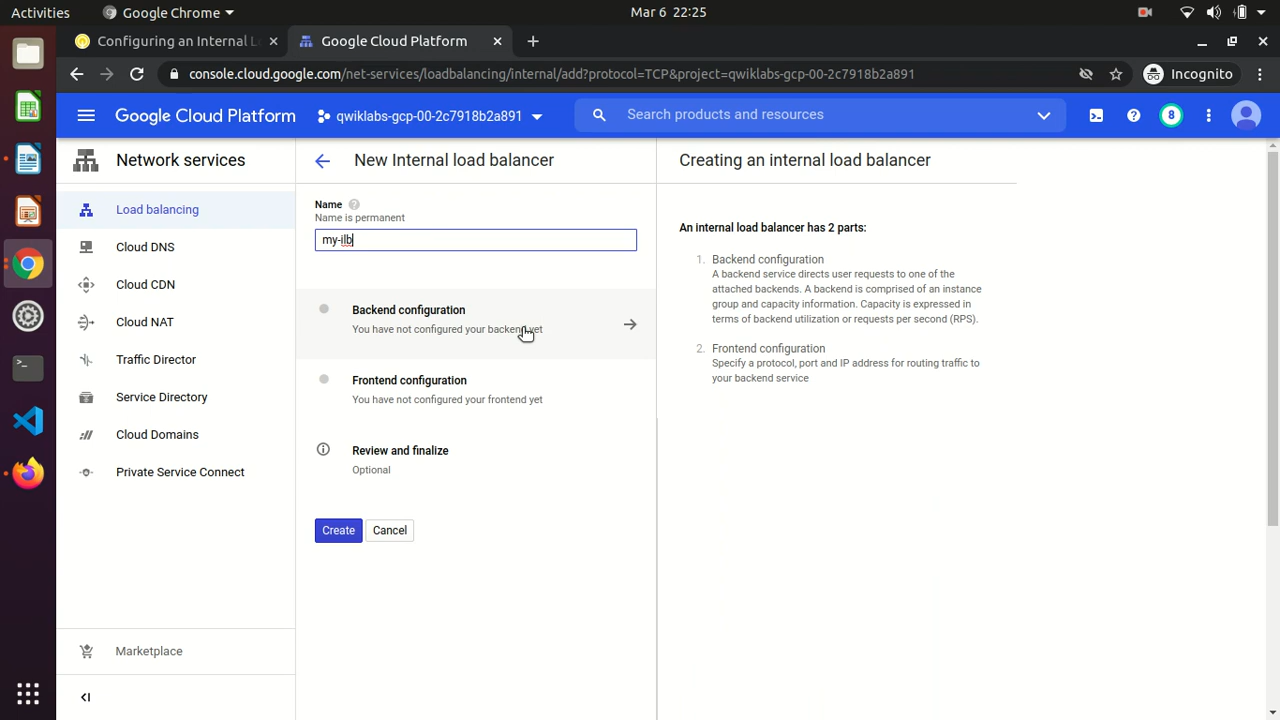 Activities
Google Chrome
Mar 6 22:25
Configuring an Internal L
Google Cloud Platform
console.cloud.google.com/net-services/loadbalancing/internal/add?protocol=TCP&project=qwiklabs-gcp-00-2c7918b2a891
Incognito
Google Cloud Platform
qwiklabs-gcp-00-2c7918b2a891
Search products and resources
8
Network services
Load balancing
Cloud DNS
Cloud CDN
Cloud NAT
Traffic Director
Service Directory
Cloud Domains
Private Service Connect
Marketplace
New Internal load balancer
Name
Name is permanent
my-ilb
Backend configuration
You have not configured your backend yet
Frontend configuration
You have not configured your frontend yet
Review and finalize
Optional
Create
Cancel
Creating an internal load balancer
An internal load balancer has 2 parts:
1. Backend configuration
A backend service directs user requests to one of the
attached backends. A backend is comprised of an instance
group and capacity information. Capacity is expressed in
terms of backend utilization or requests per second (RPS).
2. Frontend configuration
Specify a protocol, port and IP address for routing traffic to
your backend service